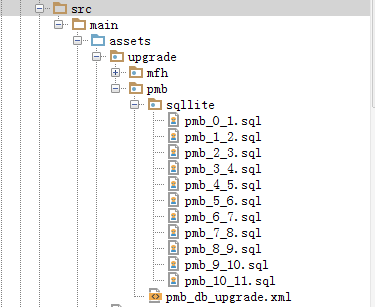 src
main
assets
upgrade
mfh
pmb
sqllite
pmb_0_1.sql
pmb_1_2.sql
pmb_2_3.sql
pmb_3_4.sql
pmb_4_5.sql
pmb_5_6.sql
pmb_6_7.sql
pmb_7_8.sql
pmb_8_9.sql
pmb_9_10.sql
pmb_10_11.sql
pmb_db_upgrade.xml